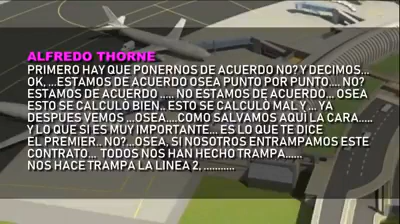 ALFREDO THORNE
PRIMERO HAY QUE PONERNOS DE ACUERDO NO? Y DECIMOS...
OK, ...ESTAMOS DE ACUERDO OSEA PUNTO POR PUNTO.... NO?
ESTAMOS DE ACUERDO ..... NO ESTAMOS DE ACUERDO... OSEA
ESTO SE CALCULÒ BIEN.. ESTO SE CALCULÒ MAL Y ... YA
DESPUES VEMOS ...OSEA....COMO SALVAMOS AQUÌ LA CARA.....
Y LO QUE SI ES MUY IMPORTANTE... ES LO QUE TE DICE
EL PREMIER.. NO?...OSEA, SI NOSOTROS ENTRAMPAMOS ESTE
CONTRATO... TODOS NOS HAN HECHO TRAMPA......
NOS HACE TRAMPA LA LINEA 2, ...........